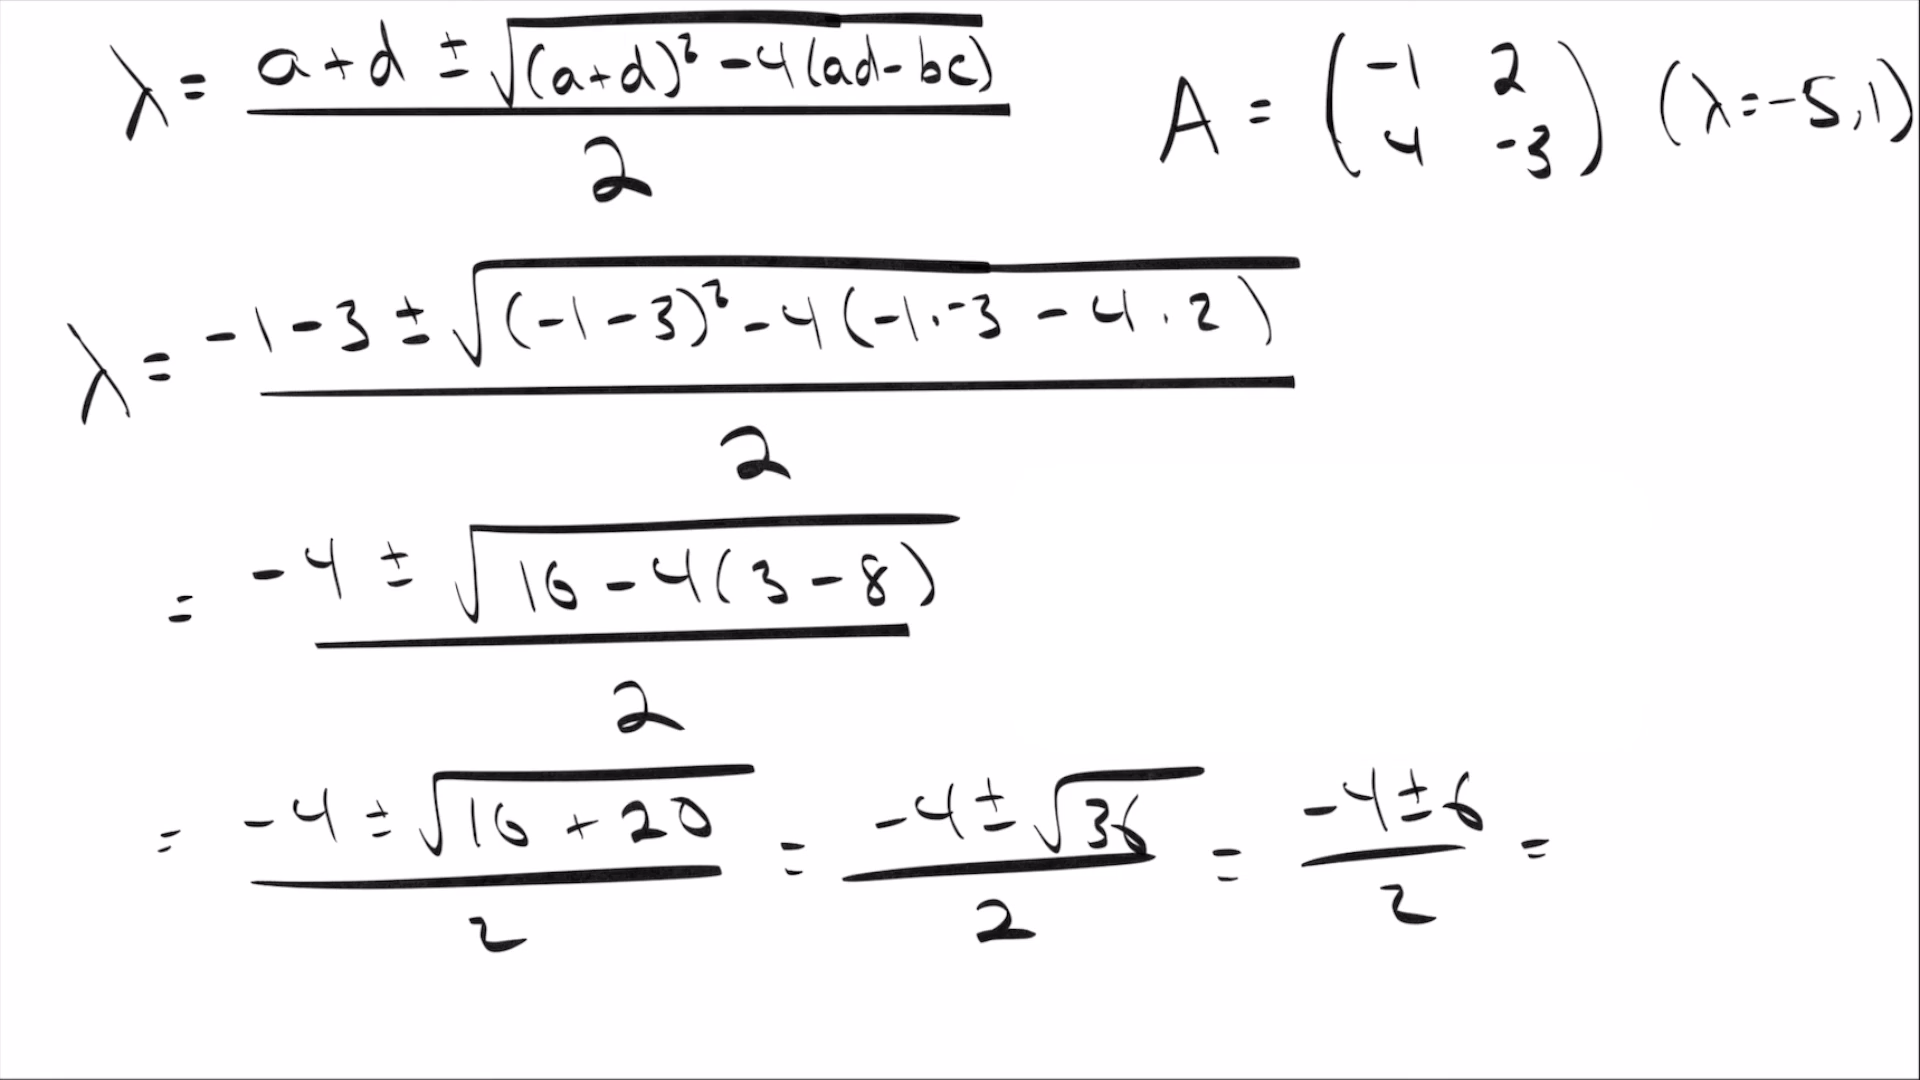 λ = (a+d ± √((a+d)² - 4(ad-bc))) / 2
A = (-1 2; 4 -3) (λ=-5,1)
λ = (-1-3 ± √((-1-3)² - 4(-1·-3 - 4·2))) / 2
= (-4 ± √(16-4(3-8))) / 2
= (-4 ± √(16+20)) / 2 = (-4 ± √36) / 2 = (-4±6) / 2 =